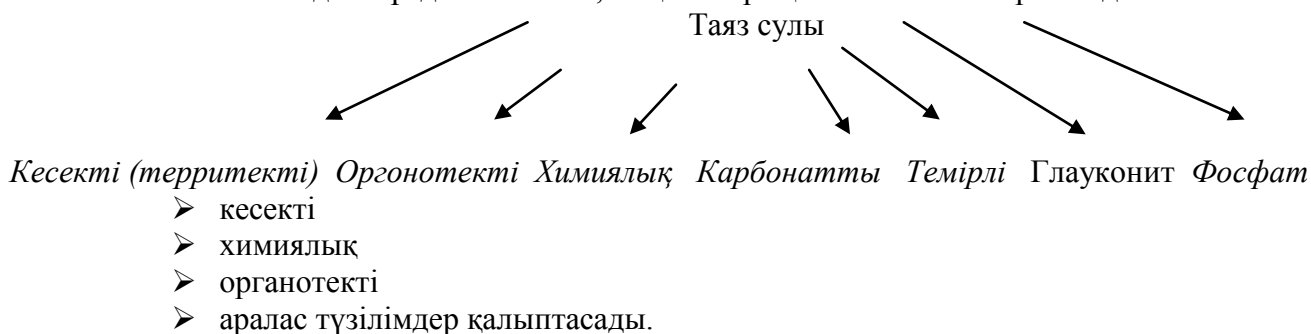 Таяз сулы
Кесекті (территекті) Оргонотекті Химиялық Карбонатты Темірлі Глауконит Фосфат
➢ кесекті
➢ химиялық
➢ органотекті
➢ аралас түзілімдер қалыптасады.